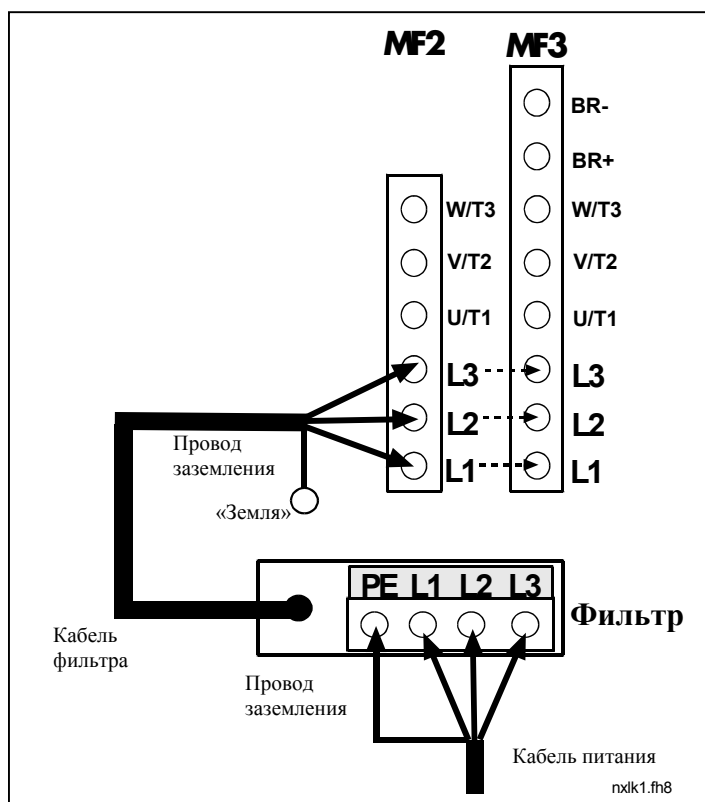 MF2 MF3
BR-
BR+
W/T3 W/T3
V/T2 V/T2
U/T1 U/T1
L3 L3
L2 L2
L1 L1
Провод
заземления
«Земля»
PE L1 L2 L3
Фильтр
Кабель
фильтра
Провод
заземления
Кабель питания
nxlk1.fh8